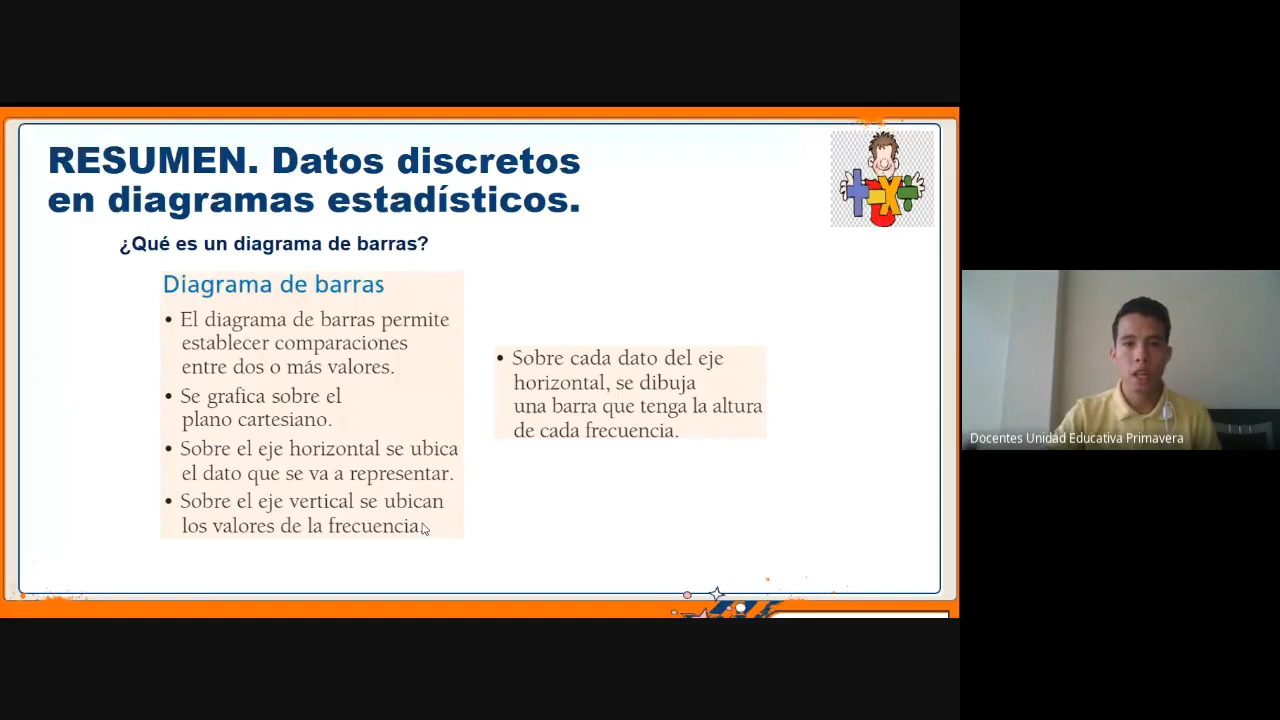 RESUMEN. Datos discretos
en diagramas estadísticos.
¿Qué es un diagrama de barras?
Diagrama de barras
• El diagrama de barras permite
establecer comparaciones
entre dos o más valores.
• Se grafica sobre el
plano cartesiano.
• Sobre el eje horizontal se ubica
el dato que se va a representar.
• Sobre el eje vertical se ubican
los valores de la frecuencia.
• Sobre cada dato del eje
horizontal, se dibuja
una barra que tenga la altura
de cada frecuencia.
Docentes Unidad Educativa Primavera